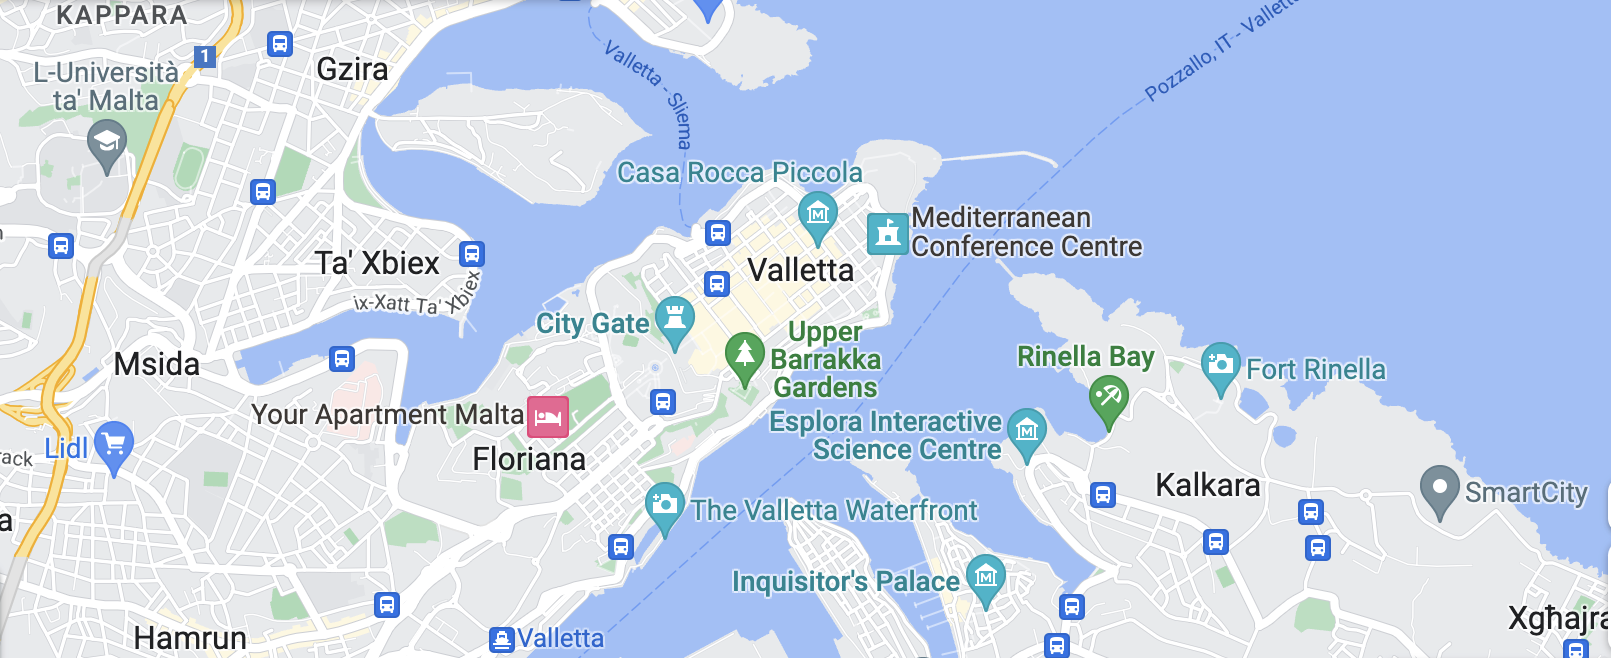 KAPPARA
1
L-Università
ta' Malta
Gzira
Valletta - Sliema
Pozzallo, IT - Valletta
Casa Rocca Piccola
Mediterranean
Conference Centre
Ta' Xbiex
ix-Xatt Ta' Xbiex
Valletta
City Gate
Upper
Barrakka
Gardens
Msida
Rinella Bay
Fort Rinella
Your Apartment Malta
Lidl
Esplora Interactive
Science Centre
Floriana
Kalkara
SmartCity
The Valletta Waterfront
Inquisitor's Palace
Hamrun
Valletta